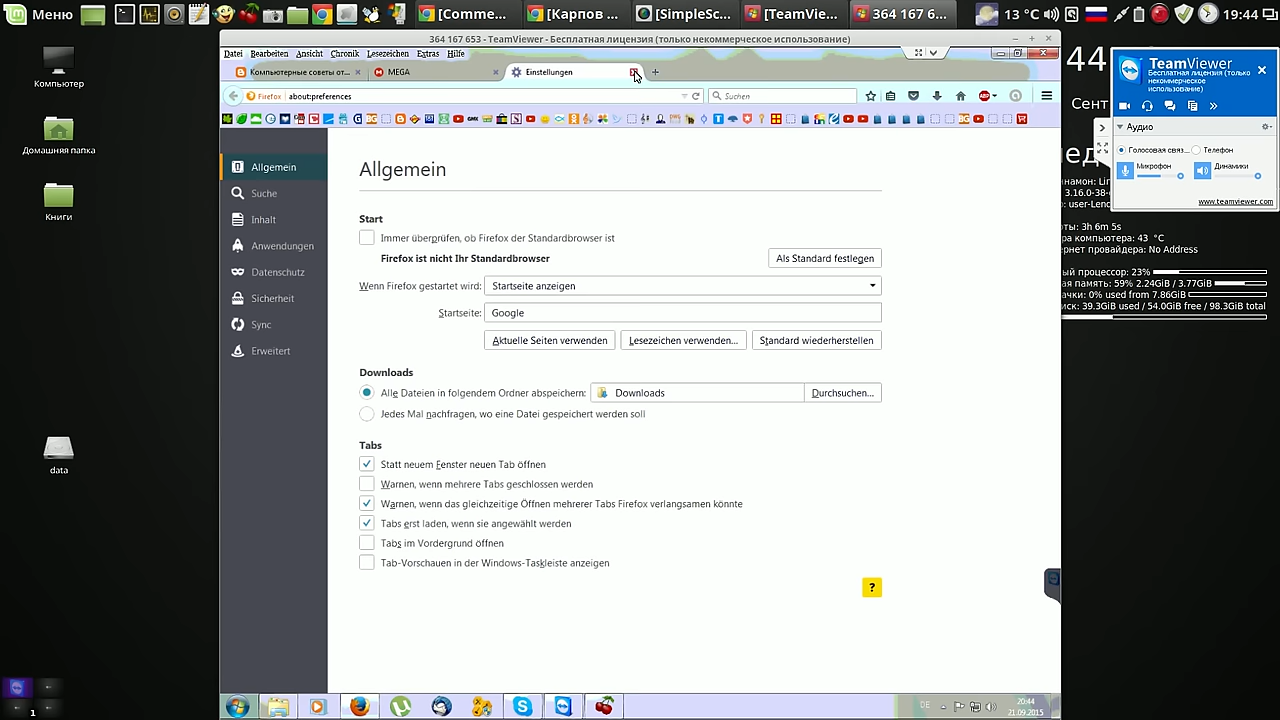 Меню
[Comme...
[Карпов ...
[SimpleSc...
[TeamVie...
364 167 6...
13 °C
19:44
364 167 653 - TeamViewer - Бесплатная лицензия (только некоммерческое использование)
Datei Bearbeiten Ansicht Chronik Lesezeichen Extras Hilfe
Компьютерные советы от...
MEGA
Einstellungen
Firefox about:preferences
Suchen
ABP
Компьютер
Домашняя папка
Книги
data
1
Allgemein
Suche
Inhalt
Anwendungen
Datenschutz
Sicherheit
Sync
Erweitert
Allgemein
Start
Immer überprüfen, ob Firefox der Standardbrowser ist
Firefox ist nicht Ihr Standardbrowser
Als Standard festlegen
Wenn Firefox gestartet wird: Startseite anzeigen
Startseite: Google
Aktuelle Seiten verwenden
Lesezeichen verwenden...
Standard wiederherstellen
Downloads
Alle Dateien in folgendem Ordner abspeichern: Downloads Durchsuchen...
Jedes Mal nachfragen, wo eine Datei gespeichert werden soll
Tabs
Statt neuem Fenster neuen Tab öffnen
Warnen, wenn mehrere Tabs geschlossen werden
Warnen, wenn das gleichzeitige Öffnen mehrerer Tabs Firefox verlangsamen könnte
Tabs erst laden, wenn sie angewählt werden
Tabs im Vordergrund öffnen
Tab-Vorschauen in der Windows-Taskleiste anzeigen
?
DE
20:44
21.09.2015
44
Сент
TeamViewer
Бесплатная лицензия (только
некоммерческое
использование)
Аудио
Голосовая связ...
Телефон
Микрофон
Динамики
www.teamviewer.com
3.16.0-38-
: user-Leno
оты: 3h 6m 5s
ра компьютера: 43 °C
ернет провайдера: No Address
ый процессор: 23%
ая память: 59% 2.24GiB / 3.77GiB
ачки: 0% used from 7.86GiB
иск: 39.3GiB used / 54.0GiB free / 98.3GiB total